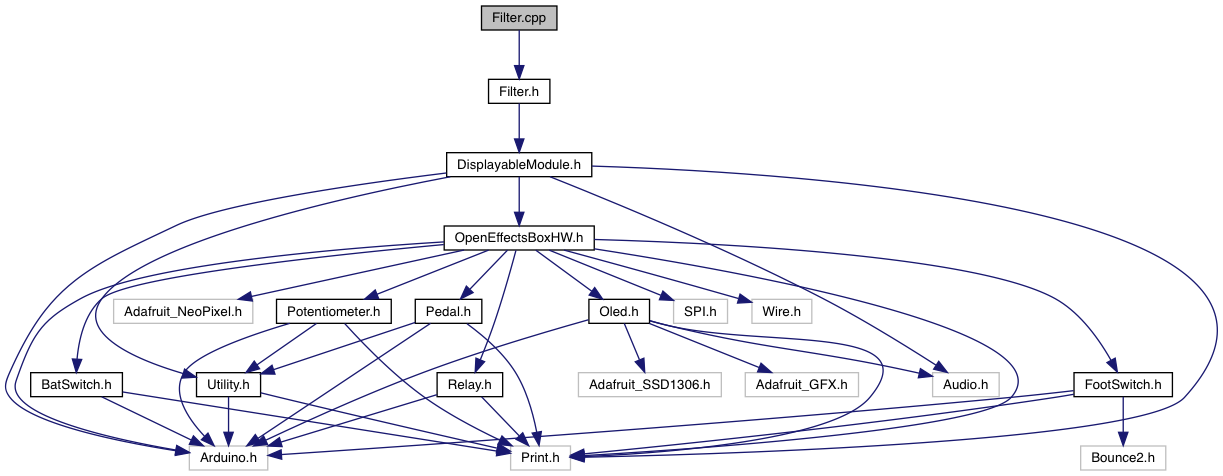 Filter.cpp
Filter.h
DisplayableModule.h
OpenEffectsBoxHW.h
Adafruit_NeoPixel.h
Potentiometer.h
Pedal.h
Oled.h
SPI.h
Wire.h
BatSwitch.h
Utility.h
Relay.h
Adafruit_SSD1306.h
Adafruit_GFX.h
Audio.h
FootSwitch.h
Arduino.h
Print.h
Bounce2.h